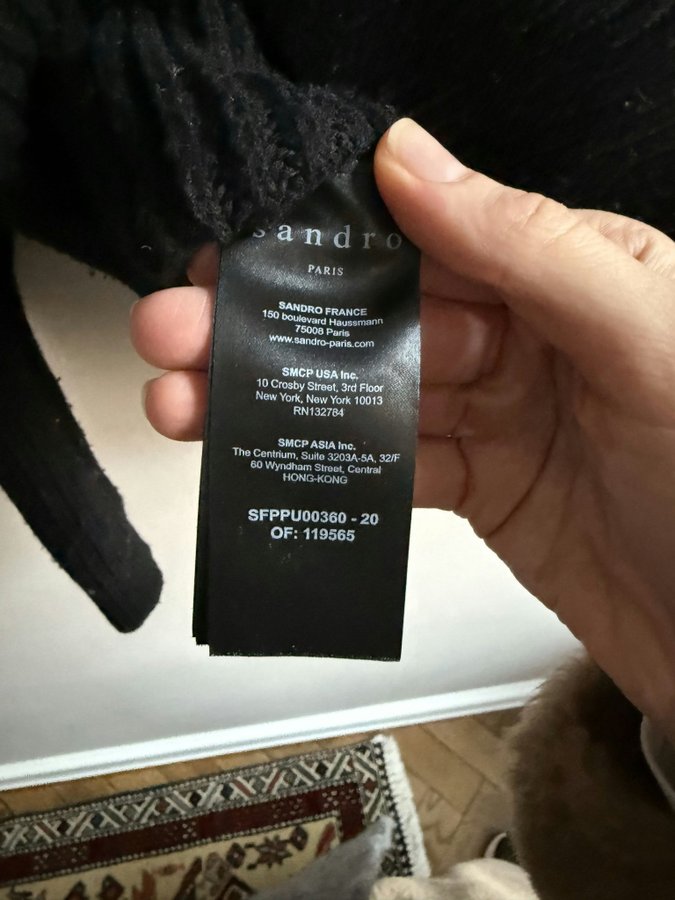 sandro
PARIS
SANDRO FRANCE
150 boulevard Haussmann
75008 Paris
www.sandro-paris.com
SMCP USA Inc.
10 Crosby Street, 3rd Floor
New York, New York 10013
RN132784
SMCP ASIA Inc.
The Centrium, Suite 3203A-5A, 32/F
60 Wyndham Street, Central
HONG-KONG
SFPPU00360 - 20
OF: 119565